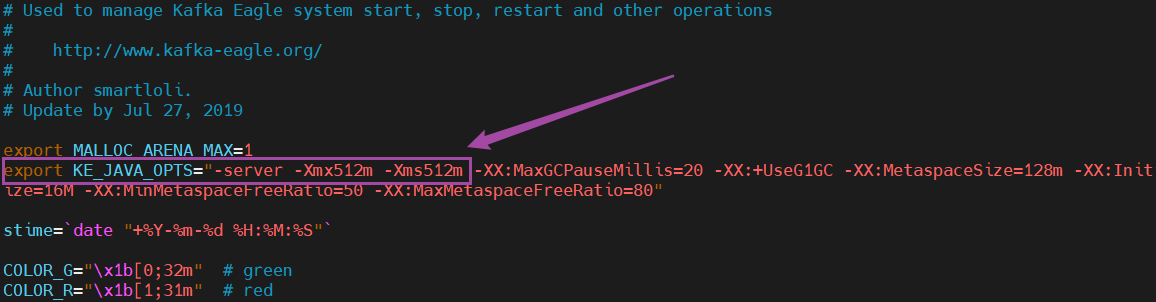 # Used to manage Kafka Eagle system start, stop, restart and other operations
#
#    http://www.kafka-eagle.org/
#
# Author smartloli.
# Update by Jul 27, 2019
export MALLOC_ARENA_MAX=1
export KE_JAVA_OPTS="-server -Xmx512m -Xms512m -XX:MaxGCPauseMillis=20 -XX:+UseG1GC -XX:MetaspaceSize=128m -XX:Init
ize=16M -XX:MinMetaspaceFreeRatio=50 -XX:MaxMetaspaceFreeRatio=80"
stime=`date "+%Y-%m-%d %H:%M:%S"`
COLOR_G="\x1b[0;32m"  # green
COLOR_R="\x1b[1;31m"  # red